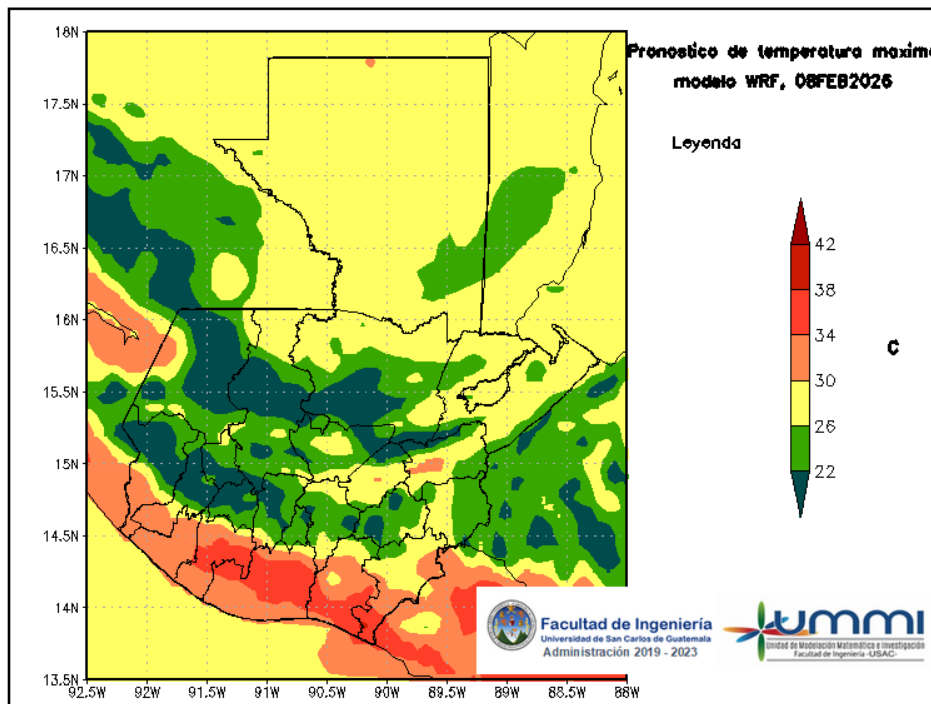 Pronostico de temperatura maxima
modelo WRF, 08FEB2026
Leyenda
42
38
34
30
26
22
C
18N
17.5N
17N
16.5N
16N
15.5N
15N
14.5N
14N
13.5N
92.5W
92W
91.5W
91W
90.5W
90W
89.5W
89W
88.5W
88W
Facultad de Ingeniería
Universidad de San Carlos de Guatemala
Administración 2019 - 2023
UMMI
Unidad de Modelación Matemática e Investigación
Facultad de Ingeniería -USAC-